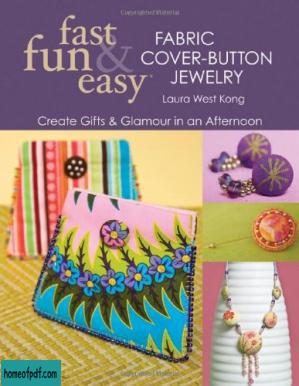 fast
fun &
easy®
FABRIC
COVER-BUTTON
JEWELRY
Laura West Kong
Create Gifts & Glamour in an Afternoon
homeofpdf.com